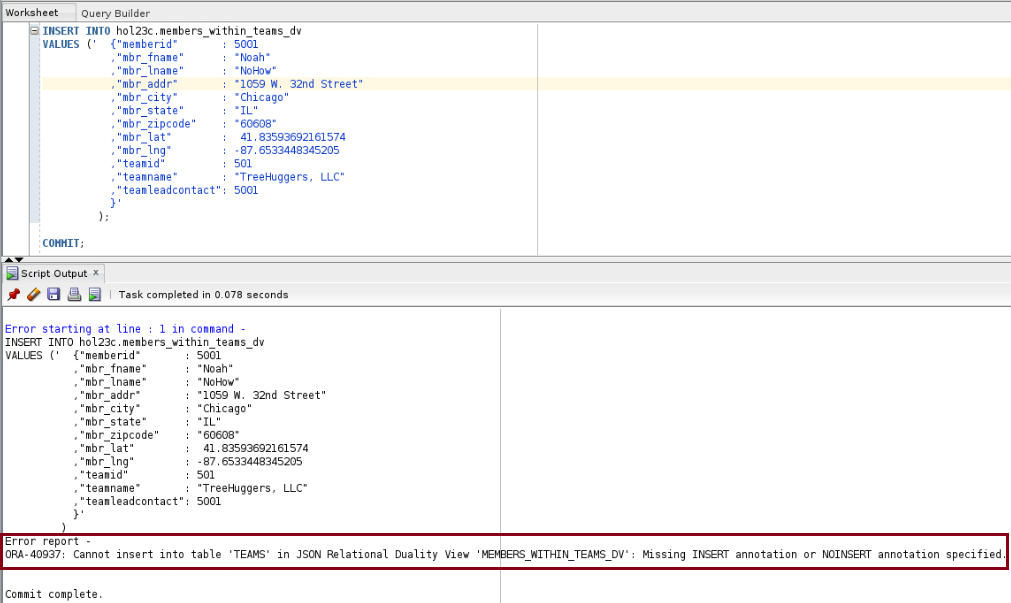 Worksheet Query Builder
INSERT INTO hol23c.members_within_teams_dv
VALUES (' {"memberid" : 5001
,"mbr_fname" : "Noah"
,"mbr_lname" : "NoHow"
,"mbr_addr" : "1059 W. 32nd Street"
,"mbr_city" : "Chicago"
,"mbr_state" : "IL"
,"mbr_zipcode" : "60608"
,"mbr_lat" : 41.83593692161574
,"mbr_lng" : -87.6533448345205
,"teamid" : 501
,"teamname" : "TreeHuggers, LLC"
,"teamleadcontact": 5001
}'
);
COMMIT;
Script Output ×
Task completed in 0.078 seconds
Error starting at line : 1 in command -
INSERT INTO hol23c.members_within_teams_dv
VALUES (' {"memberid" : 5001
,"mbr_fname" : "Noah"
,"mbr_lname" : "NoHow"
,"mbr_addr" : "1059 W. 32nd Street"
,"mbr_city" : "Chicago"
,"mbr_state" : "IL"
,"mbr_zipcode" : "60608"
,"mbr_lat" : 41.83593692161574
,"mbr_lng" : -87.6533448345205
,"teamid" : 501
,"teamname" : "TreeHuggers, LLC"
,"teamleadcontact": 5001
}'
)
Error report -
ORA-40937: Cannot insert into table 'TEAMS' in JSON Relational Duality View 'MEMBERS_WITHIN_TEAMS_DV': Missing INSERT annotation or NOINSERT annotation specified.
Commit complete.